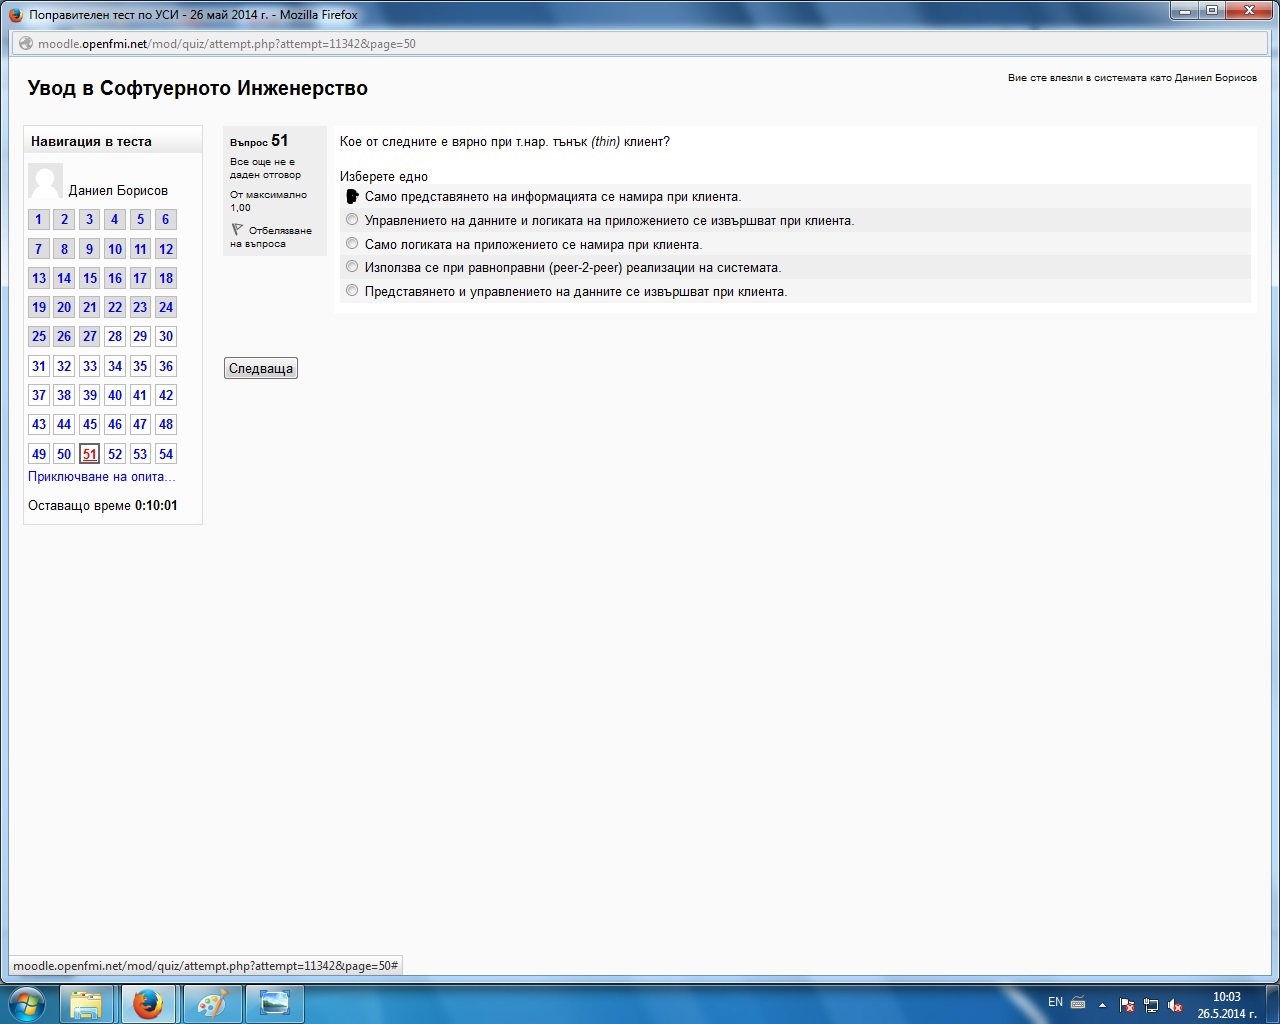 Поправителен тест по УСИ - 26 май 2014 г. - Mozilla Firefox
moodle.openfmi.net/mod/quiz/attempt.php?attempt=11342&page=50
Вие сте влезли в системата като Даниел Борисов
Увод в Софтуерното Инженерство
Навигация в теста
Даниел Борисов
1 2 3 4 5 6
7 8 9 10 11 12
13 14 15 16 17 18
19 20 21 22 23 24
25 26 27 28 29 30
31 32 33 34 35 36
37 38 39 40 41 42
43 44 45 46 47 48
49 50 51 52 53 54
Приключване на опита...
Оставащо време 0:10:01
Въпрос 51
Все още не е
даден отговор
От максимално
1,00
Отбелязване
на въпроса
Кое от следните е вярно при т.нар. тънък (thin) клиент?
Изберете едно
Само представянето на информацията се намира при клиента.
Управлението на данните и логиката на приложението се извършват при клиента.
Само логиката на приложението се намира при клиента.
Използва се при равноправни (peer-2-peer) реализации на системата.
Представянето и управлението на данните се извършват при клиента.
Следваща
moodle.openfmi.net/mod/quiz/attempt.php?attempt=11342&page=50#
EN
10:03
26.5.2014 г.